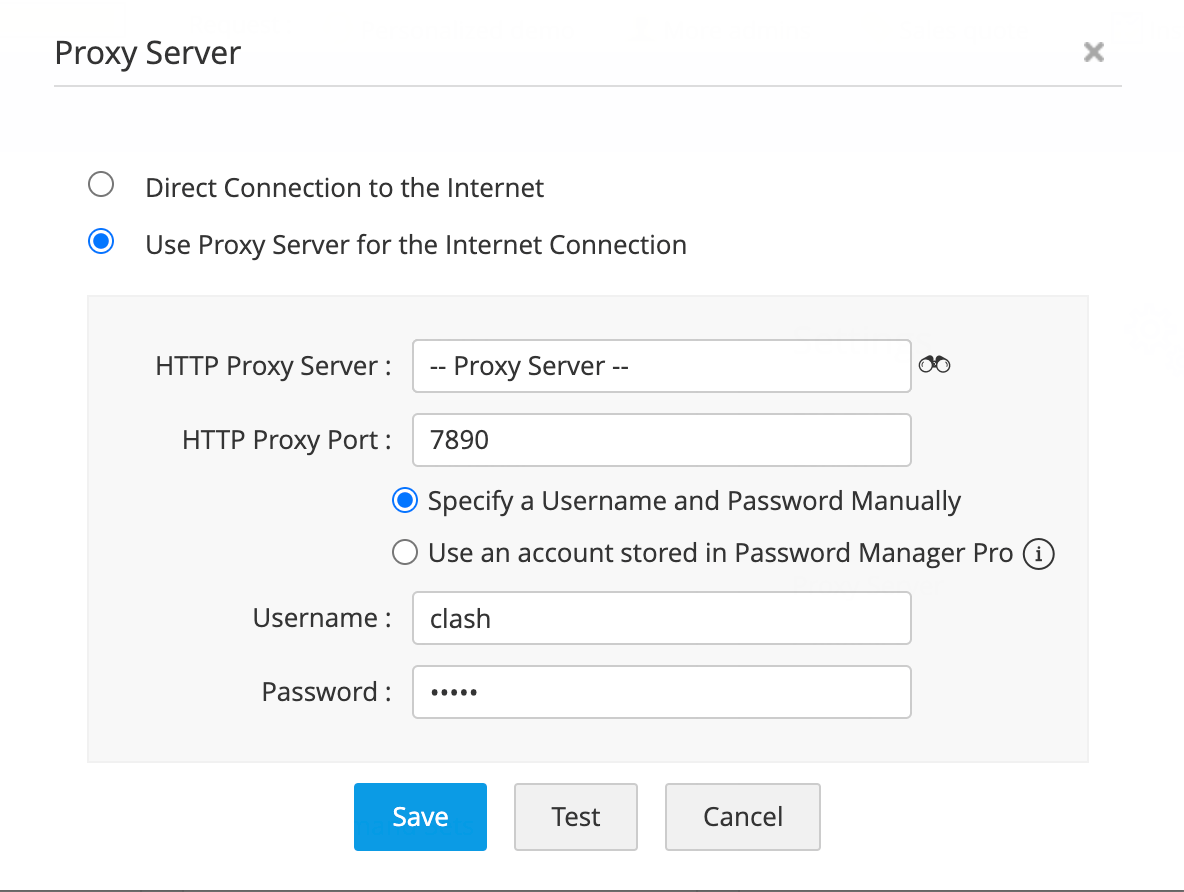 Proxy Server
Direct Connection to the Internet
Use Proxy Server for the Internet Connection
HTTP Proxy Server : -- Proxy Server --
HTTP Proxy Port : 7890
Specify a Username and Password Manually
Use an account stored in Password Manager Pro
Username : clash
Password : •••••
Save Test Cancel